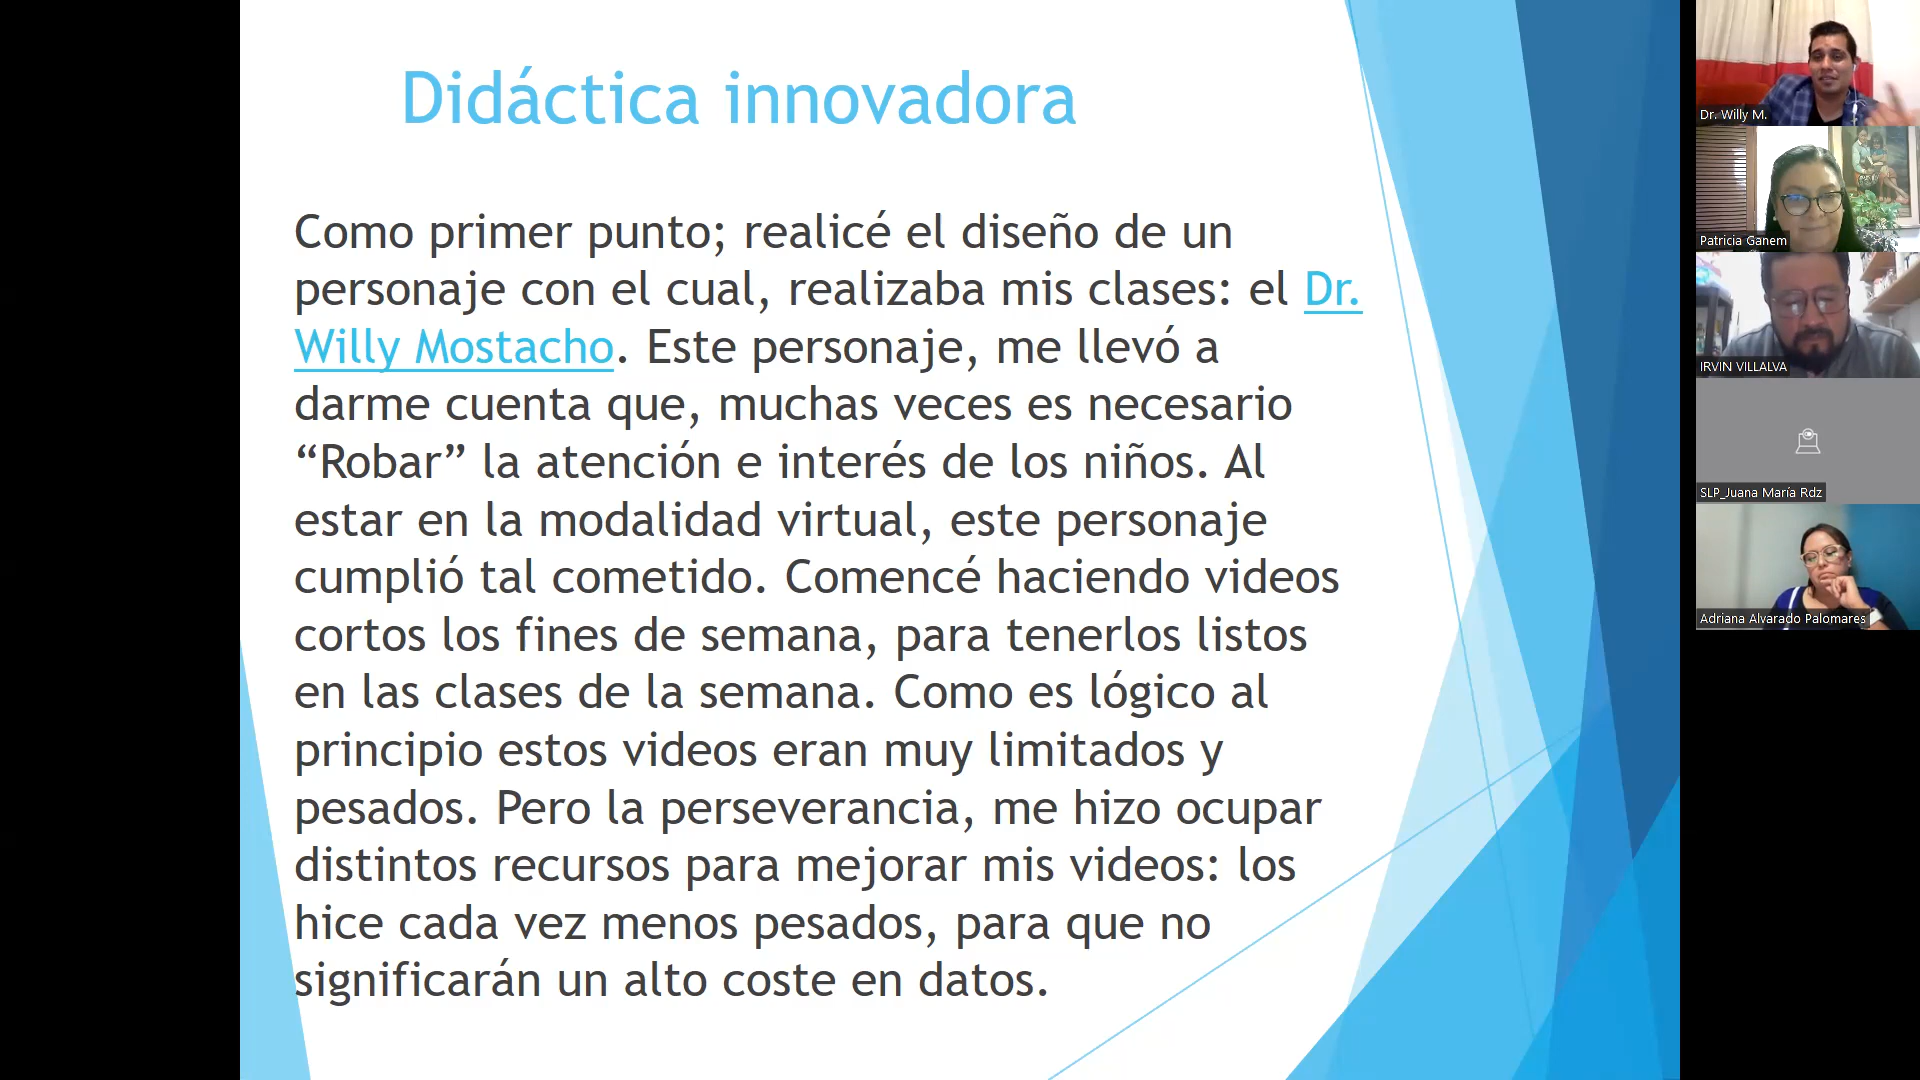 Didáctica innovadora
Como primer punto; realicé el diseño de un
personaje con el cual, realizaba mis clases: el Dr.
Willy Mostacho. Este personaje, me llevó a
darme cuenta que, muchas veces es necesario
“Robar” la atención e interés de los niños. Al
estar en la modalidad virtual, este personaje
cumplió tal cometido. Comencé haciendo videos
cortos los fines de semana, para tenerlos listos
en las clases de la semana. Como es lógico al
principio estos videos eran muy limitados y
pesados. Pero la perseverancia, me hizo ocupar
distintos recursos para mejorar mis videos: los
hice cada vez menos pesados, para que no
significarán un alto coste en datos.
Dr. Willy M.
Patricia Ganem
IRVIN VILLALVA
SLP_Juana María Rdz
Adriana Alvarado Palomares